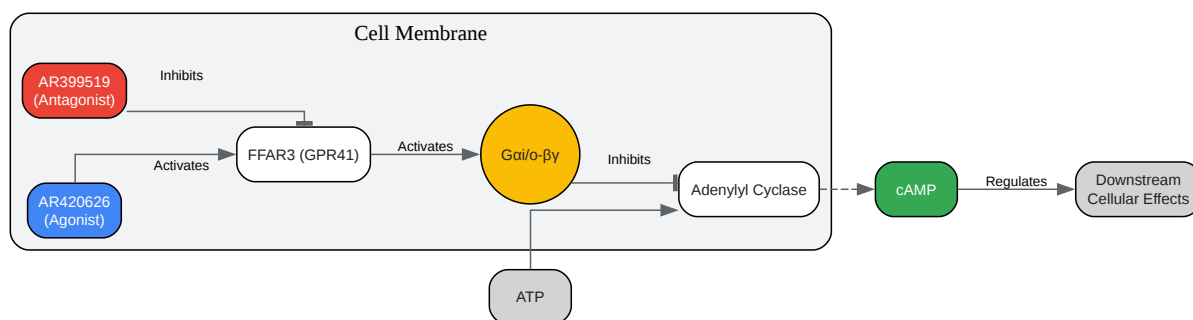 Cell Membrane
AR399519
(Antagonist)
Inhibits
FFAR3 (GPR41)
Activates
AR420626
(Agonist)
Activates
Gαi/o-βγ
Inhibits
Adenylyl Cyclase
ATP
cAMP
Regulates
Downstream
Cellular Effects